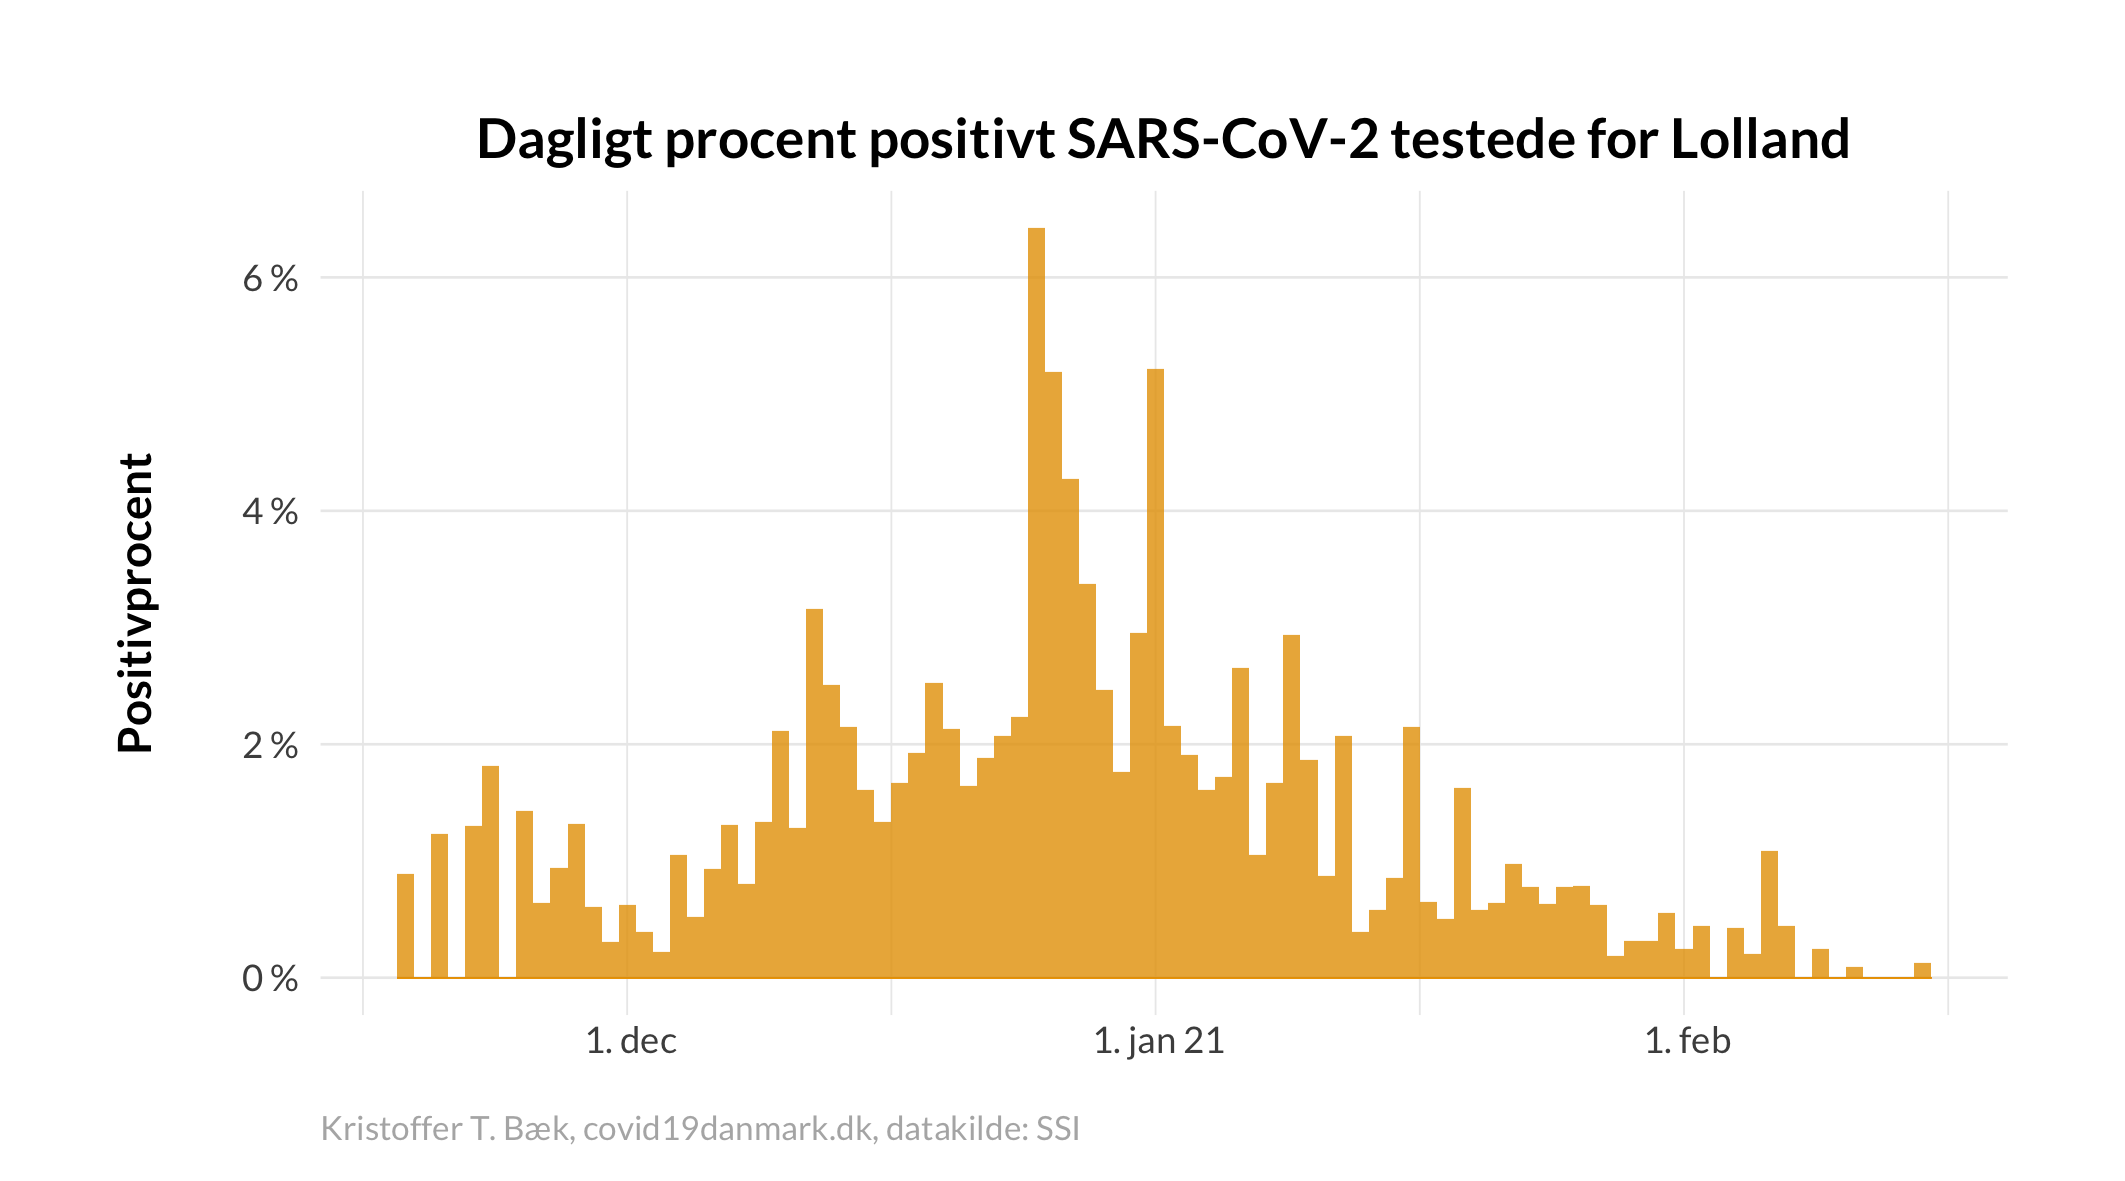 Dagligt procent positivt SARS-CoV-2 testede for Lolland
Positivprocent
6 %
4 %
2 %
0 %
1. dec
1. jan 21
1. feb
Kristoffer T. Bæk, covid19danmark.dk, datakilde: SSI